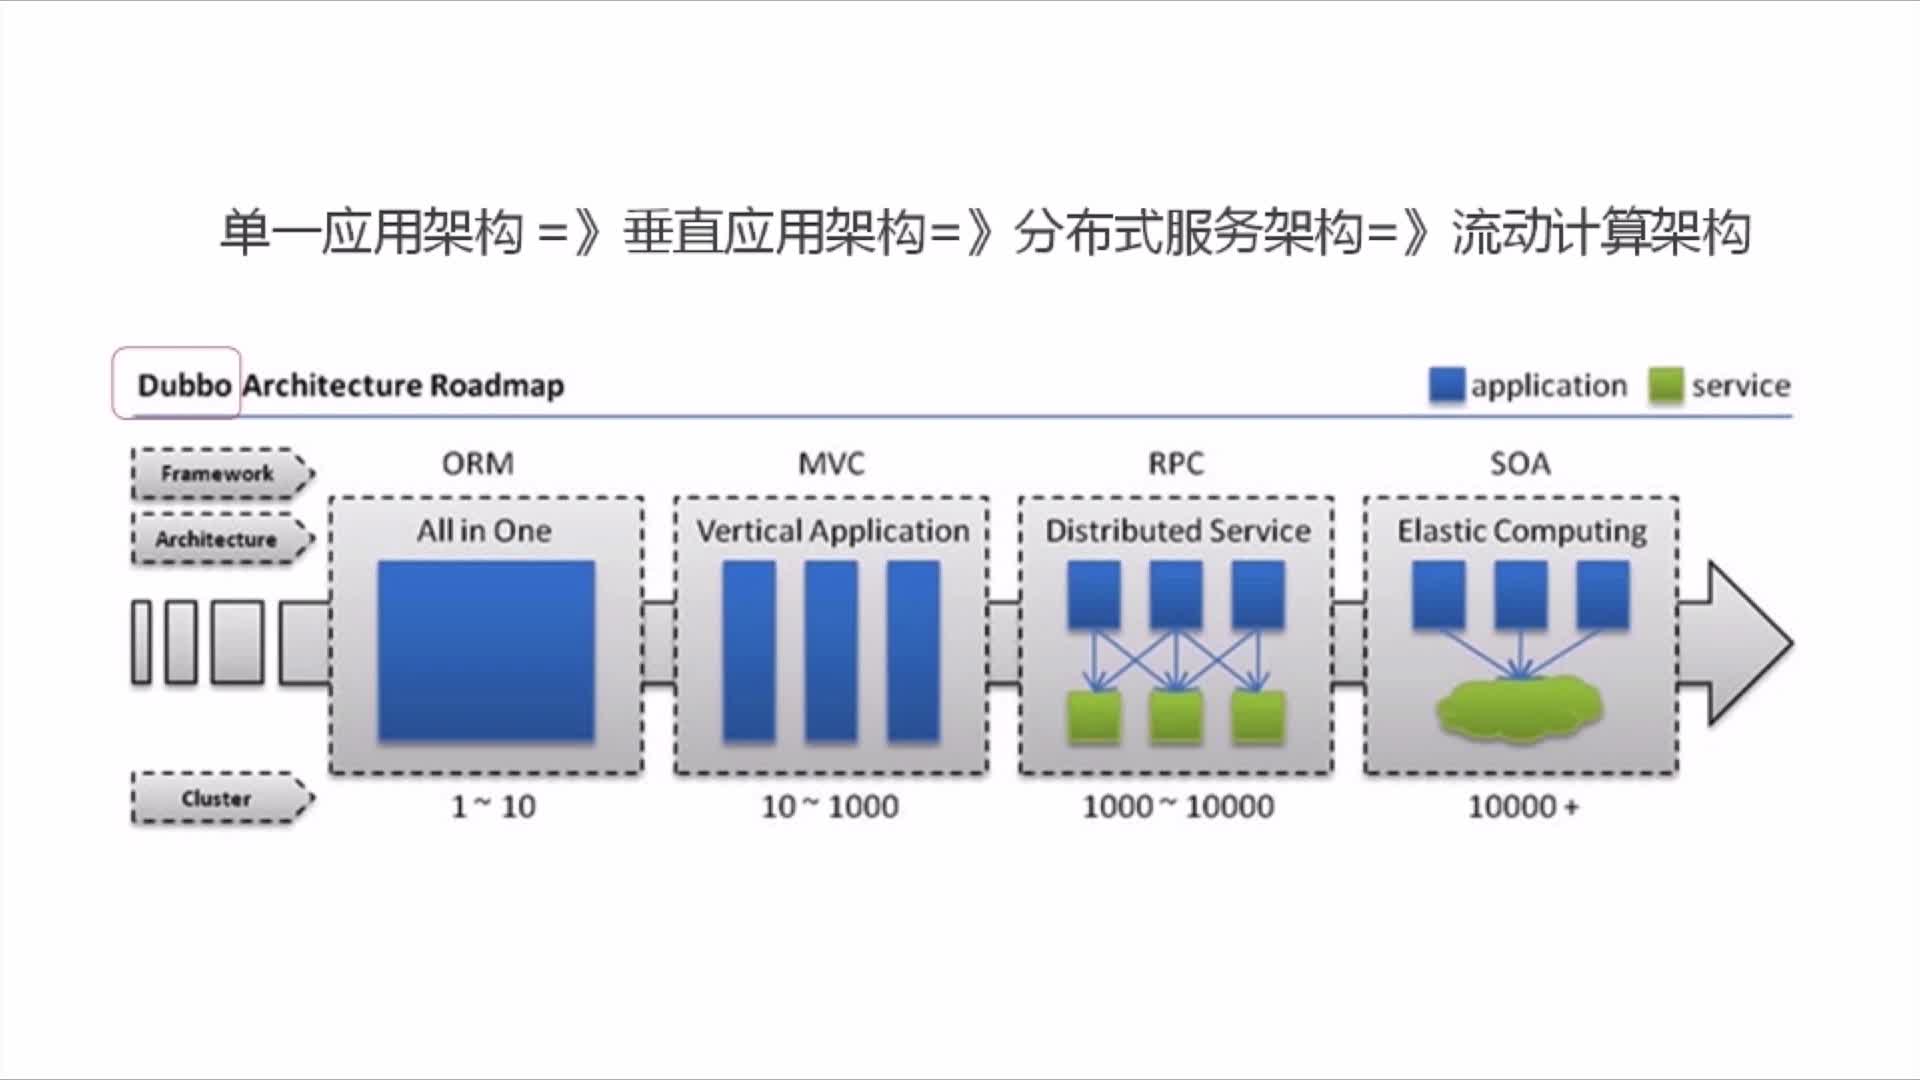 单一应用架构 =》垂直应用架构=》分布式服务架构=》流动计算架构
Dubbo Architecture Roadmap
application service
Framework
ORM MVC RPC SOA
Architecture
All in One Vertical Application Distributed Service Elastic Computing
Cluster
1 ~ 10 10 ~ 1000 1000 ~ 10000 10000 +